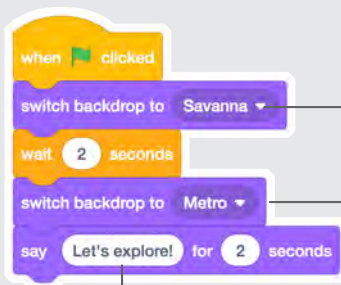 when clicked
switch backdrop to Savanna
wait 2 seconds
switch backdrop to Metro
say Let's explore! for 2 seconds